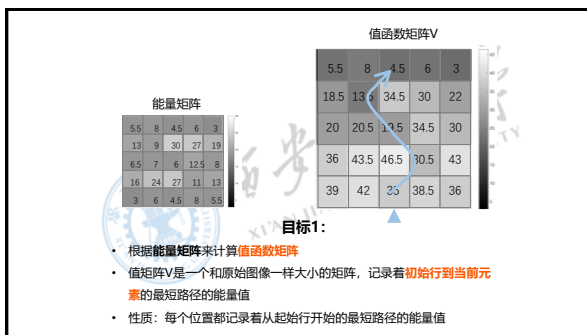 值函数矩阵V
5.5 8 4.5 6 3
18.5 13.5 34.5 30 22
20 20.5 19.5 34.5 30
36 43.5 46.5 30.5 43
39 42 35 38.5 36
能量矩阵
5.5 8 4.5 6 3
13 9 30 27 19
6.5 7 6 12.5 8
16 24 27 11 13
3 6 4.5 8 5.5
目标1：
• 根据能量矩阵来计算值函数矩阵
• 值矩阵V是一个和原始图像一样大小的矩阵，记录着初始行到当前元
素的最短路径的能量值
• 性质：每个位置都记录着从起始行开始的最短路径的能量值